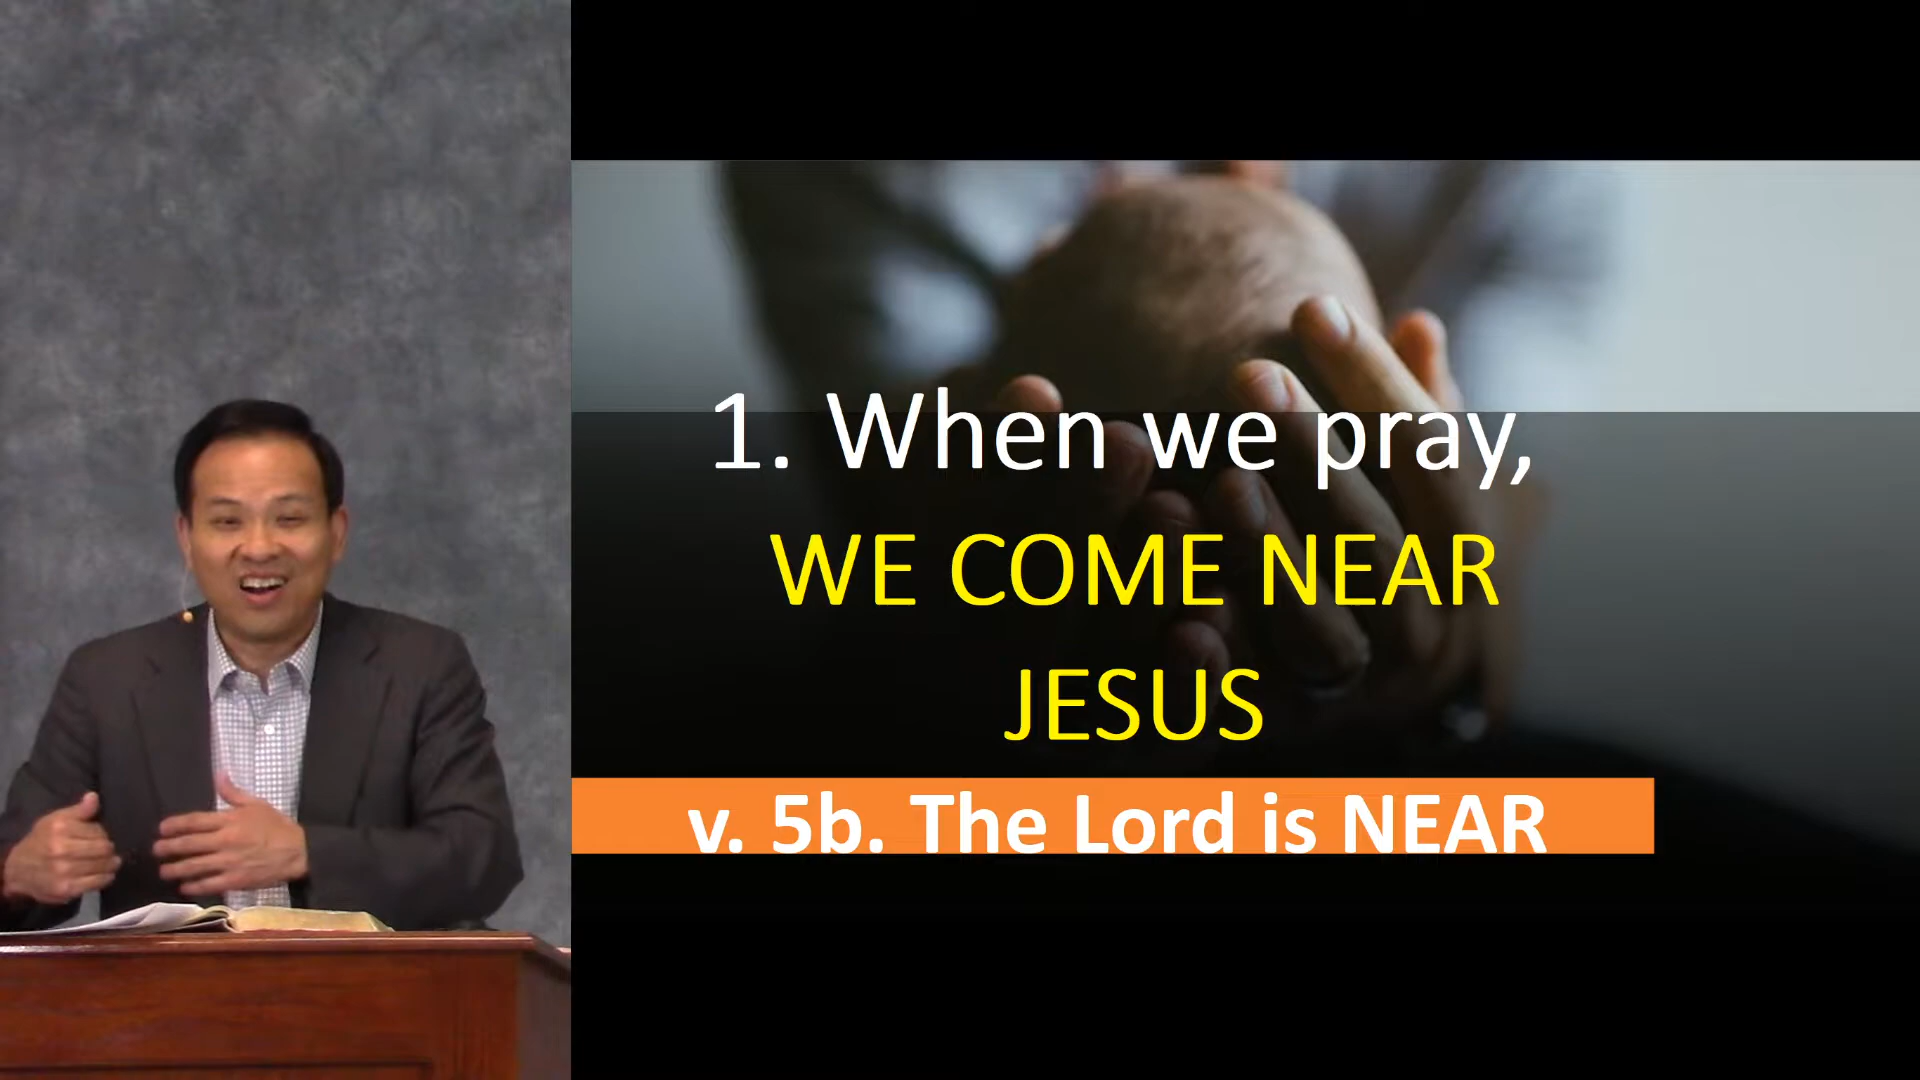 1. When we pray,
WE COME NEAR
JESUS
v. 5b. The Lord is NEAR